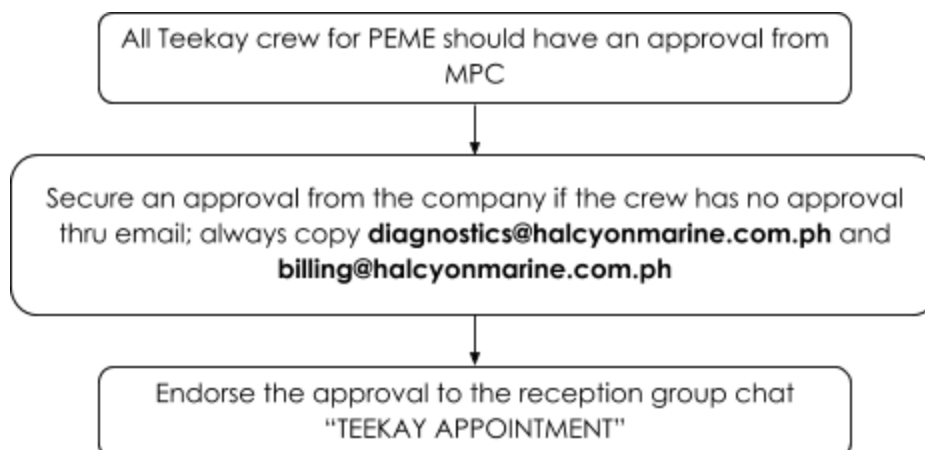 All Teekay crew for PEME should have an approval from
MPC
Secure an approval from the company if the crew has no approval
thru email; always copy diagnostics@halcyonmarine.com.ph and
billing@halcyonmarine.com.ph
Endorse the approval to the reception group chat
“TEEKAY APPOINTMENT”